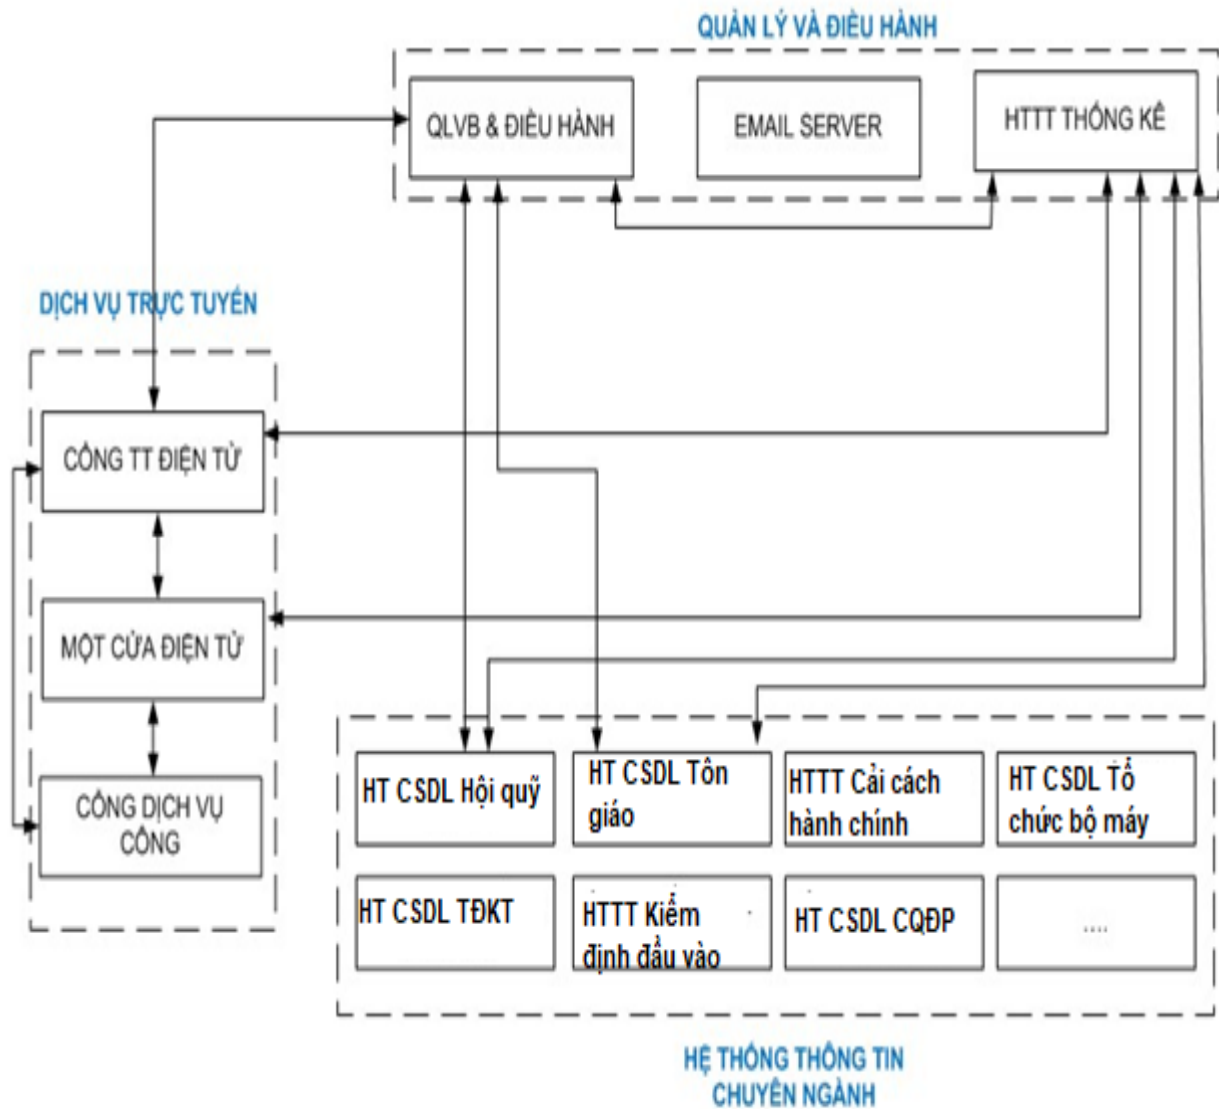 QUẢN LÝ VÀ ĐIỀU HÀNH
QLVB & ĐIỀU HÀNH
EMAIL SERVER
HTTT THỐNG KÊ
DỊCH VỤ TRỰC TUYẾN
CỔNG TT ĐIỆN TỬ
MỘT CỬA ĐIỆN TỬ
CỔNG DỊCH VỤ
CÔNG
HT CSDL Hội quỹ
HT CSDL Tôn
giáo
HTTT Cải cách
hành chính
HT CSDL Tổ
chức bộ máy
HT CSDL TĐKT
HTTT Kiểm
định đầu vào
HT CSDL CQĐP
....
HỆ THỐNG THÔNG TIN
CHUYÊN NGÀNH